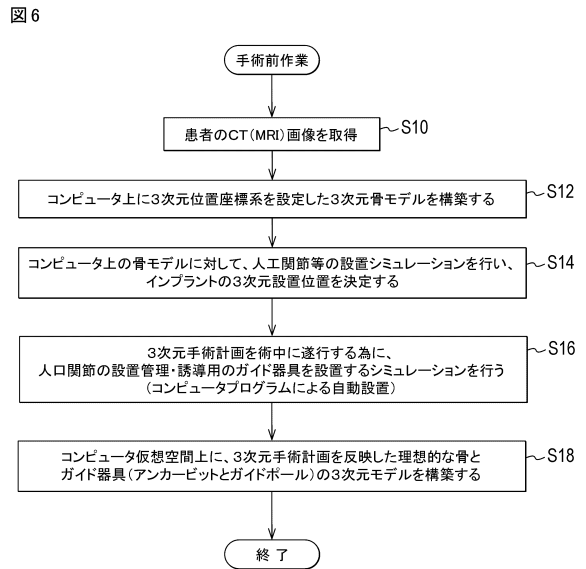 図6
手術前作業
患者のCT(MRI)画像を取得
S10
コンピュータ上に3次元位置座標系を設定した3次元骨モデルを構築する
S12
コンピュータ上の骨モデルに対して、人工関節等の設置シミュレーションを行い、
インプラントの3次元設置位置を決定する
S14
3次元手術計画を術中に遂行する為に、
人口関節の設置管理・誘導用のガイド器具を設置するシミュレーションを行う
(コンピュータプログラムによる自動設置)
S16
コンピュータ仮想空間上に、3次元手術計画を反映した理想的な骨と
ガイド器具(アンカービットとガイドポール)の3次元モデルを構築する
S18
終了